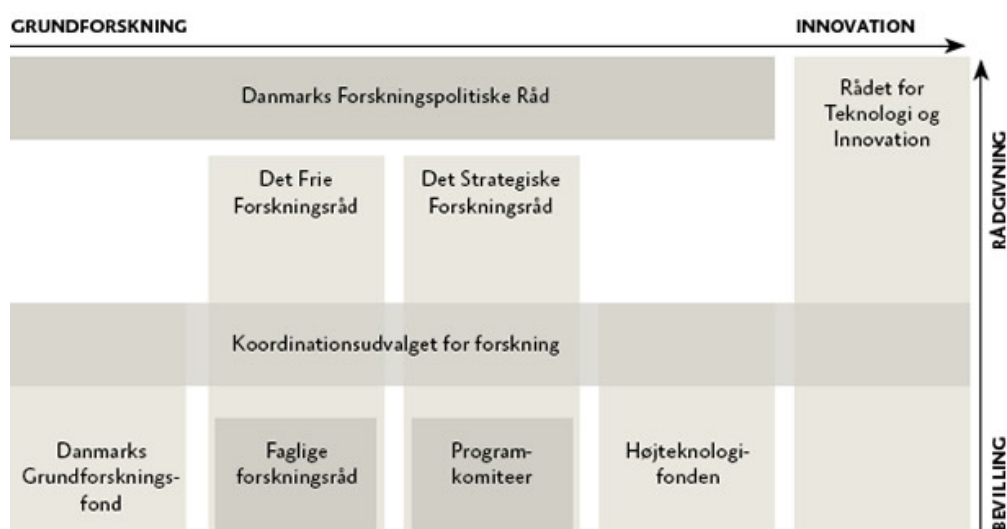 GRUNDFORSKNING
INNOVATION
Danmarks Forskningspolitiske Råd
Rådet for
Teknologi og
Innovation
Det Frie
Forskningsråd
Det Strategiske
Forskningsråd
RÅDGIVNING
Koordinationsudvalget for forskning
Danmarks
Grundforsknings-
fond
Faglige
forskningsråd
Program-
komiteer
Højteknologi-
fonden
BEVILLING